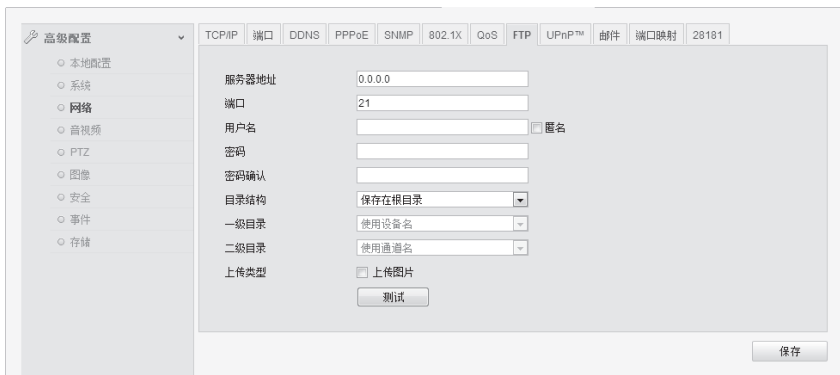 高级配置
本地配置
系统
网络
音视频
PTZ
图像
安全
事件
存储
TCP/IP 端口 DDNS PPPoE SNMP 802.1X QoS FTP UPnP™ 邮件 端口映射 28181
服务器地址 0.0.0.0
端口 21
用户名 匿名
密码
密码确认
目录结构 保存在根目录
一级目录 使用设备名
二级目录 使用通道名
上传类型 上传图片
测试
保存